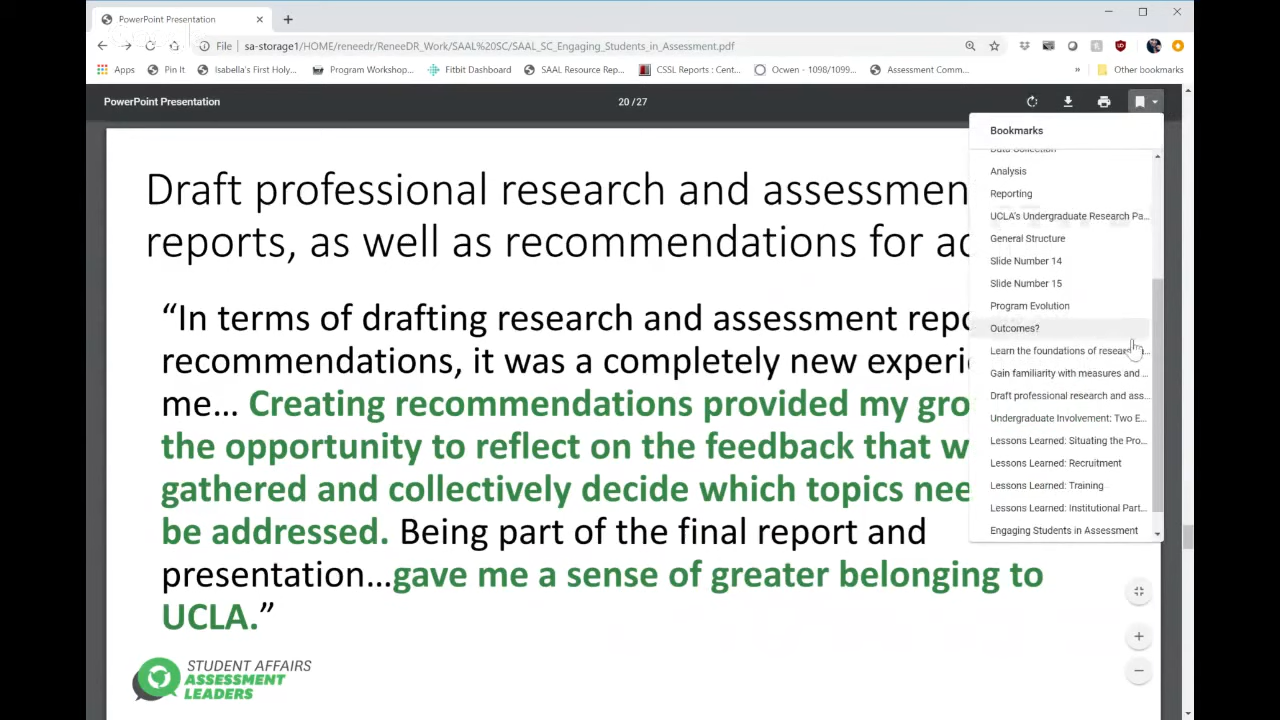 PowerPoint Presentation
File
sa-storage1/HOME/reneedr/ReneeDR_Work/SAAL%20SC/SAAL_SC_Engaging_Students_in_Assessment.pdf
Apps
Pin It
Isabella's First Holy...
Program Workshop...
Fitbit Dashboard
SAAL Resource Rep...
CSSL Reports : Cent...
Ocwen - 1098/1099...
Assessment Comm...
»
Other bookmarks
PowerPoint Presentation
20 / 27
Bookmarks
Data Collection
Analysis
Reporting
UCLA's Undergraduate Research Pa...
General Structure
Slide Number 14
Slide Number 15
Program Evolution
Outcomes?
Learn the foundations of resear
Gain familiarity with measures and ...
Draft professional research and ass...
Undergraduate Involvement: Two E...
Lessons Learned: Situating the Pro...
Lessons Learned: Recruitment
Lessons Learned: Training
Lessons Learned: Institutional Part...
Engaging Students in Assessment
Draft professional research and assessmen
reports, as well as recommendations for ac
“In terms of drafting research and assessment repo
recommendations, it was a completely new experi
me… Creating recommendations provided my gro
the opportunity to reflect on the feedback that w
gathered and collectively decide which topics nee
be addressed. Being part of the final report and
presentation…gave me a sense of greater belonging to
UCLA.”
STUDENT AFFAIRS
ASSESSMENT
LEADERS